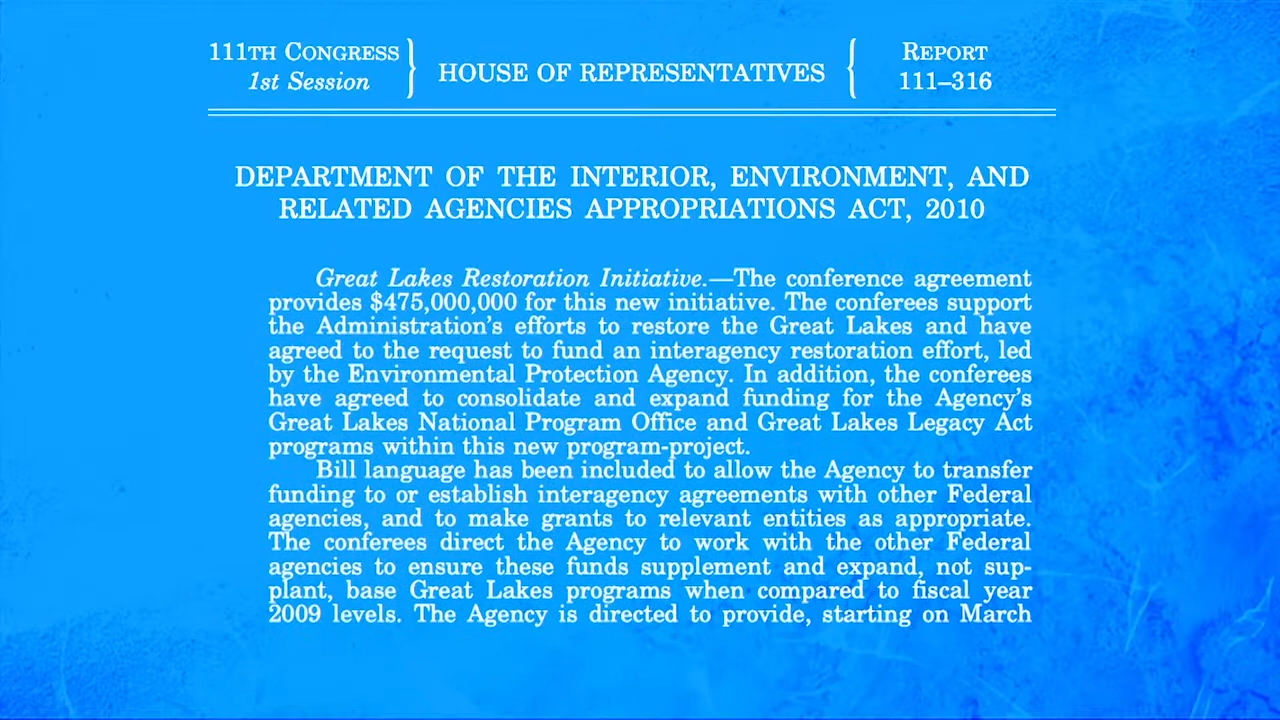 111TH CONGRESS
1st Session
HOUSE OF REPRESENTATIVES
REPORT
111–316
DEPARTMENT OF THE INTERIOR, ENVIRONMENT, AND
RELATED AGENCIES APPROPRIATIONS ACT, 2010
Great Lakes Restoration Initiative.—The conference agreement
provides $475,000,000 for this new initiative. The conferees support
the Administration's efforts to restore the Great Lakes and have
agreed to the request to fund an interagency restoration effort, led
by the Environmental Protection Agency. In addition, the conferees
have agreed to consolidate and expand funding for the Agency's
Great Lakes National Program Office and Great Lakes Legacy Act
programs within this new program-project.
Bill language has been included to allow the Agency to transfer
funding to or establish interagency agreements with other Federal
agencies, and to make grants to relevant entities as appropriate.
The conferees direct the Agency to work with the other Federal
agencies to ensure these funds supplement and expand, not sup-
plant, base Great Lakes programs when compared to fiscal year
2009 levels. The Agency is directed to provide, starting on March